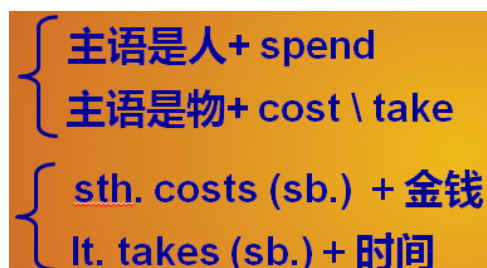 主语是人+ spend
主语是物+ cost \ take
sth. costs (sb.) + 金钱
It. takes (sb.) + 时间